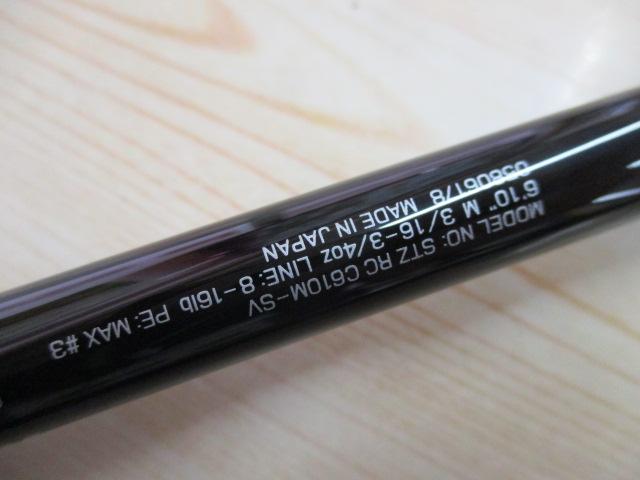 MODEL NO: STZ RC C610M-SV
6'10" M 3/16-3/4oz LINE: 8-16lb PE: MAX #3
05806178 MADE IN JAPAN